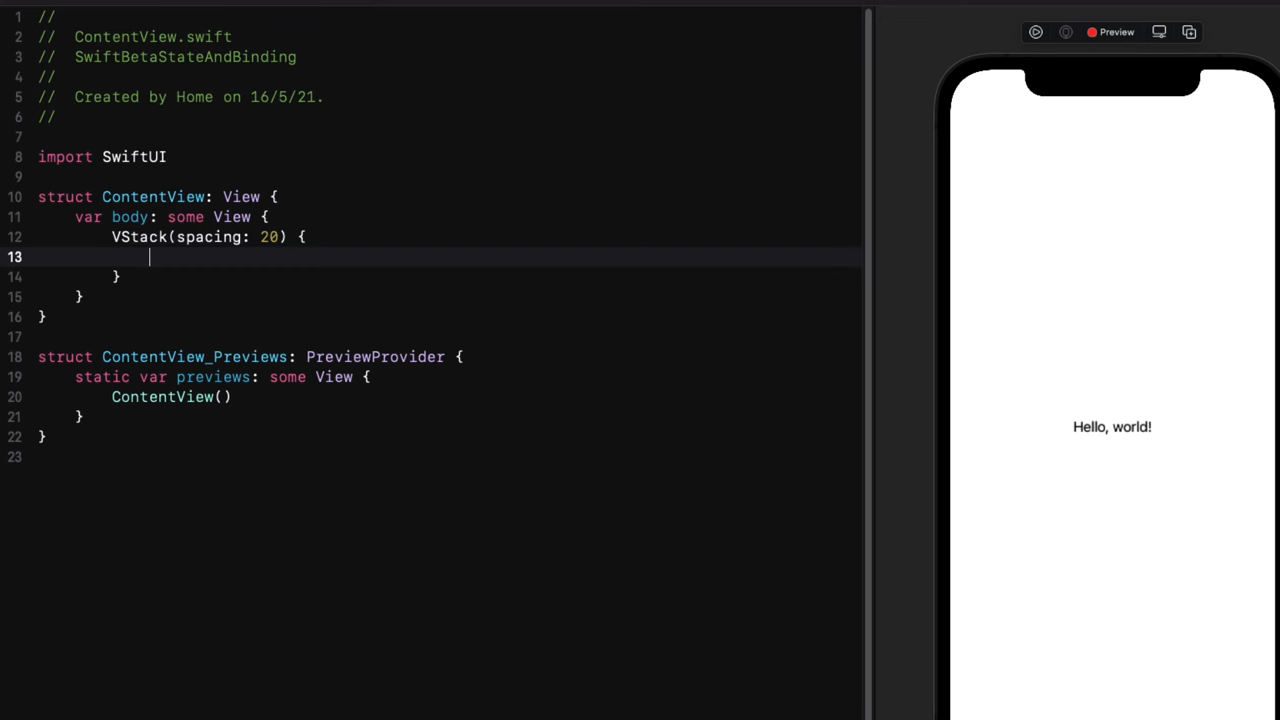 1 //
2 //  ContentView.swift
3 //  SwiftBetaStateAndBinding
4 //
5 //  Created by Home on 16/5/21.
6 //
7
8 import SwiftUI
9
10 struct ContentView: View {
11     var body: some View {
12         VStack(spacing: 20) {
13
14         }
15     }
16 }
17
18 struct ContentView_Previews: PreviewProvider {
19     static var previews: some View {
20         ContentView()
21     }
22 }
23
Preview
Hello, world!